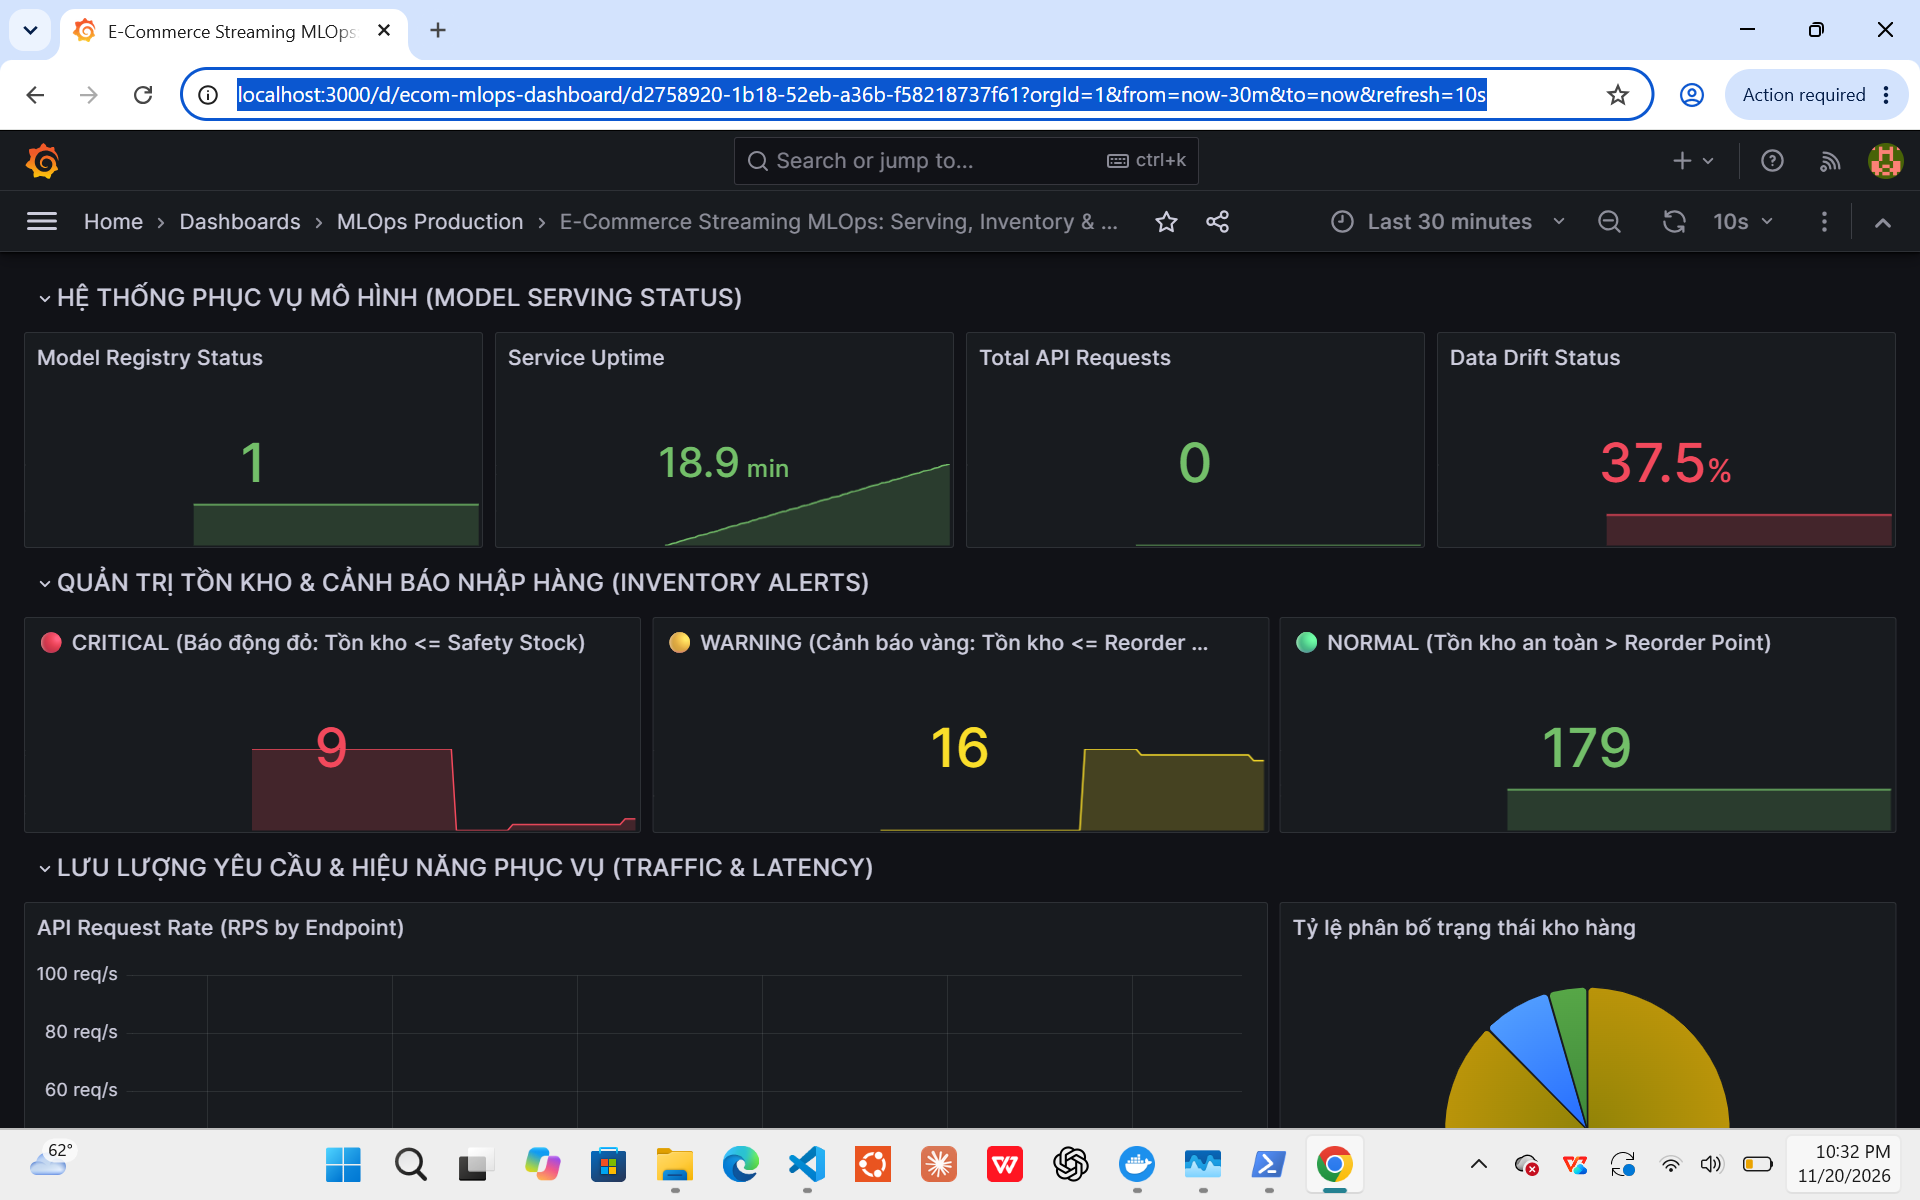 E-Commerce Streaming MLOps
localhost:3000/d/ecom-mlops-dashboard/d2758920-1b18-52eb-a36b-f58218737f61?orgId=1&from=now-30m&to=now&refresh=10s
Action required
Search or jump to...
ctrl+k
Home › Dashboards › MLOps Production › E-Commerce Streaming MLOps: Serving, Inventory & ...
Last 30 minutes
10s
HỆ THỐNG PHỤC VỤ MÔ HÌNH (MODEL SERVING STATUS)
Model Registry Status
1
Service Uptime
18.9 min
Total API Requests
0
Data Drift Status
37.5%
QUẢN TRỊ TỒN KHO & CẢNH BÁO NHẬP HÀNG (INVENTORY ALERTS)
CRITICAL (Báo động đỏ: Tồn kho <= Safety Stock)
9
WARNING (Cảnh báo vàng: Tồn kho <= Reorder ...
16
NORMAL (Tồn kho an toàn > Reorder Point)
179
LƯU LƯỢNG YÊU CẦU & HIỆU NĂNG PHỤC VỤ (TRAFFIC & LATENCY)
API Request Rate (RPS by Endpoint)
100 req/s
80 req/s
60 req/s
Tỷ lệ phân bố trạng thái kho hàng
62°
10:32 PM
11/20/2026